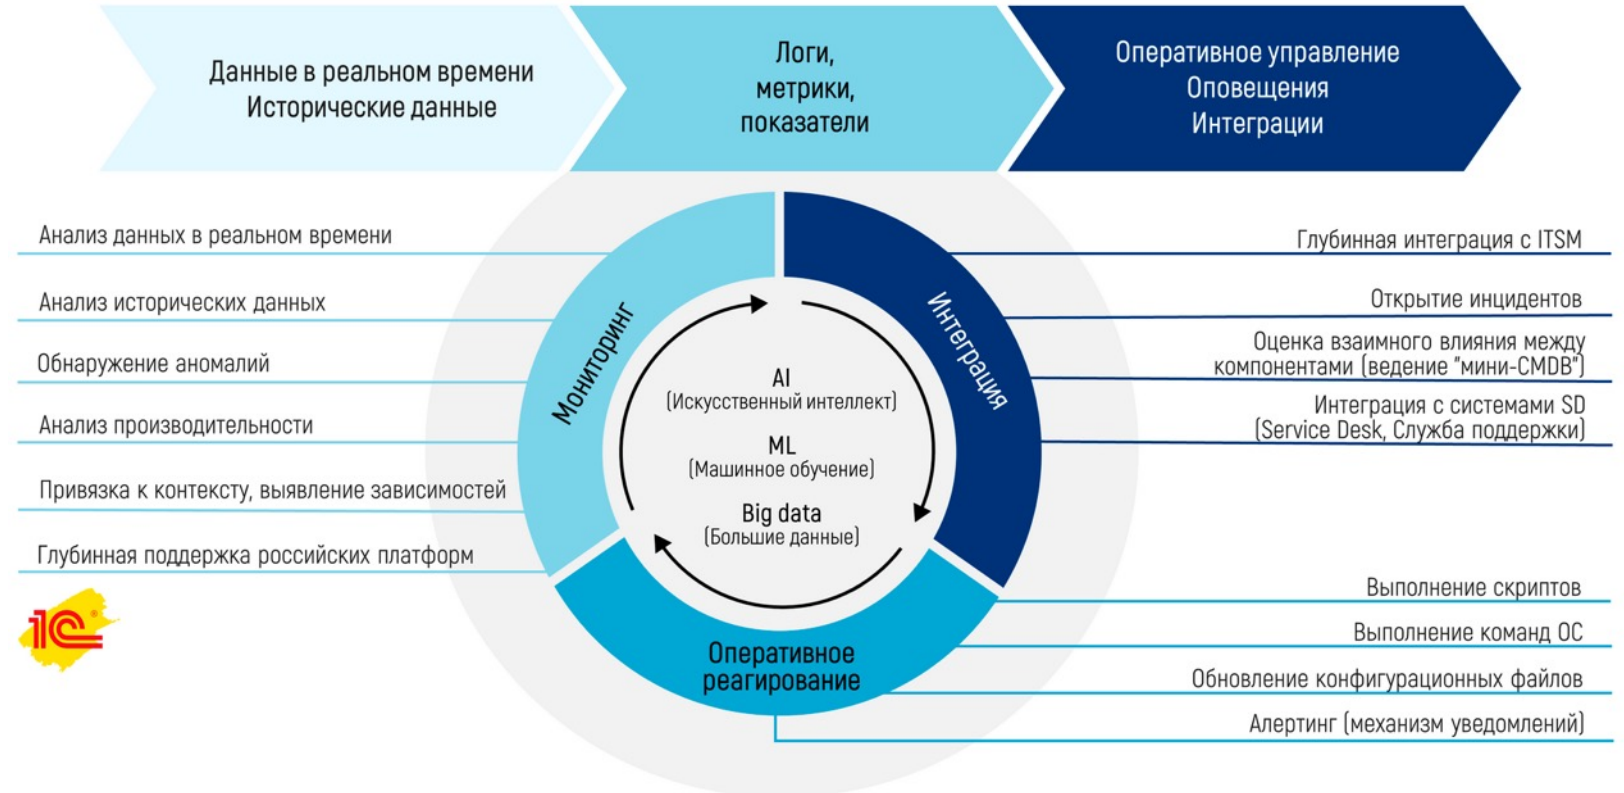 Данные в реальном времени
Исторические данные
Логи,
метрики,
показатели
Оперативное управление
Оповещения
Интеграции
Анализ данных в реальном времени
Анализ исторических данных
Обнаружение аномалий
Анализ производительности
Привязка к контексту, выявление зависимостей
Глубинная поддержка российских платформ
1С®
Мониторинг
Интеграция
Оперативное
реагирование
AI
(Искусственный интеллект)
ML
(Машинное обучение)
Big data
(Большие данные)
Глубинная интеграция с ITSM
Открытие инцидентов
Оценка взаимного влияния между
компонентами (ведение "мини-CMDB")
Интеграция с системами SD
(Service Desk, Служба поддержки)
Выполнение скриптов
Выполнение команд ОС
Обновление конфигурационных файлов
Алертинг (механизм уведомлений)